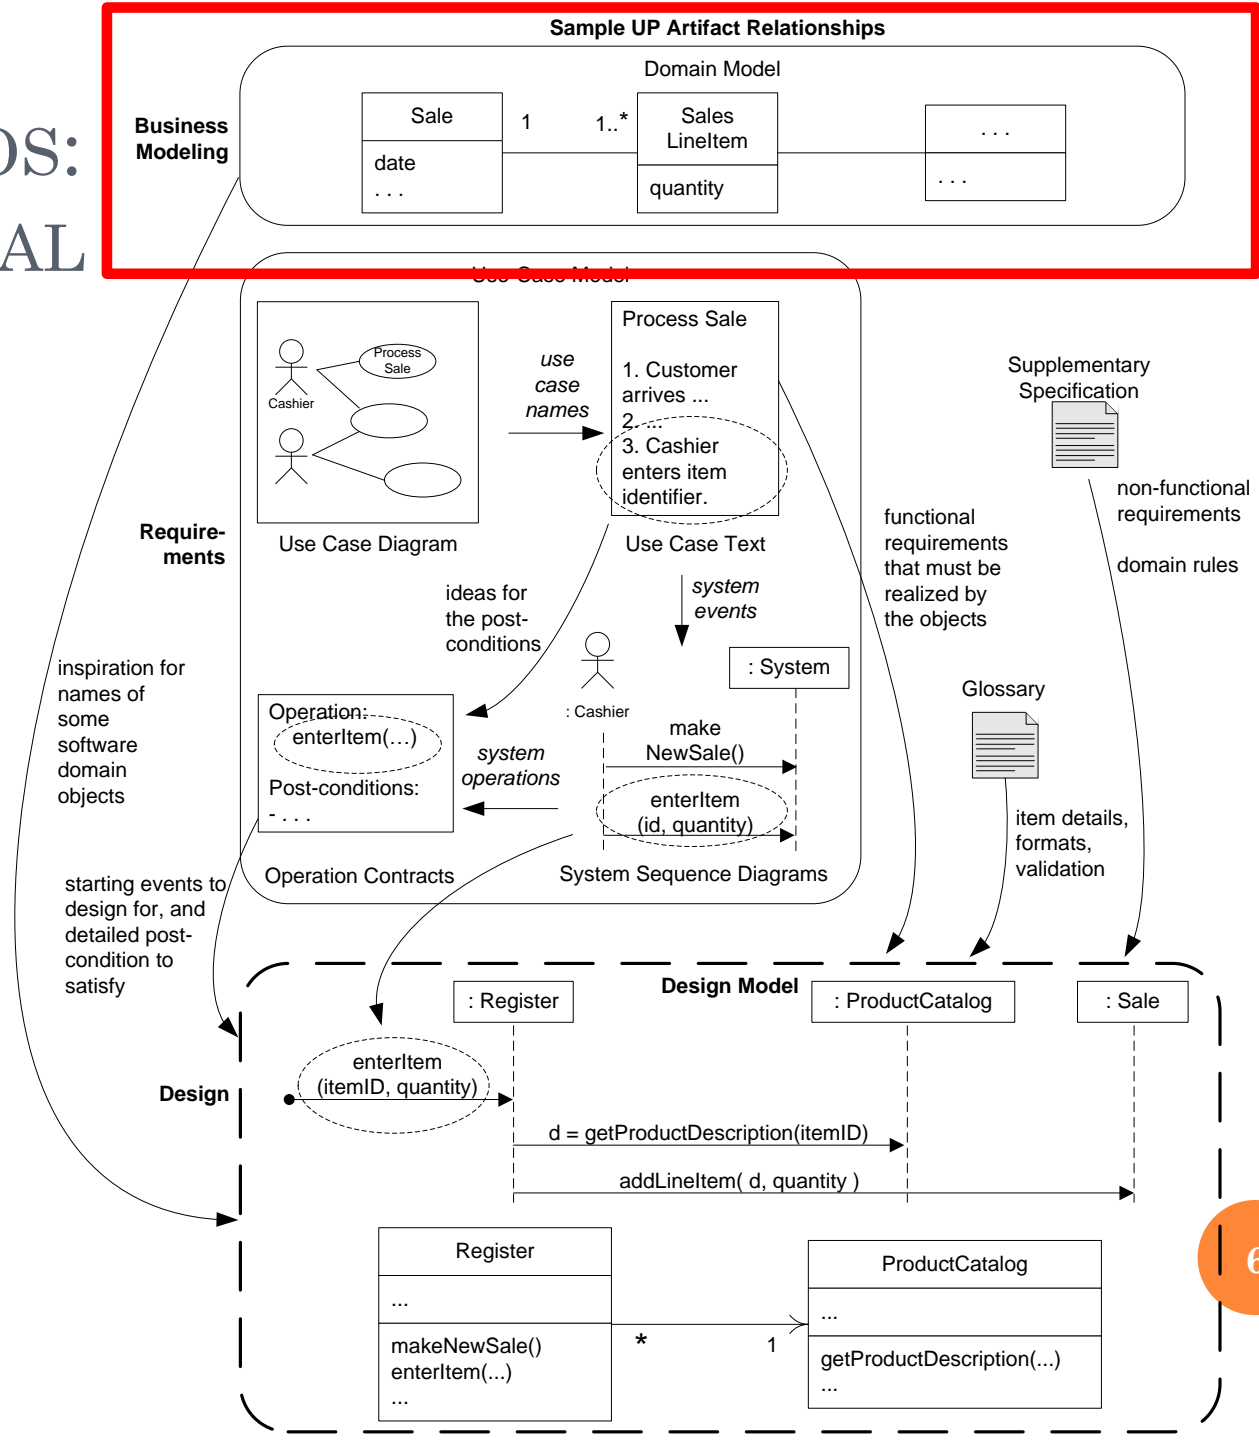 Sample UP Artifact Relationships
Domain Model
OS:
AL
Business
Modeling
Sale
date
. . .
1
1..*
Sales
LineItem
quantity
. . .
. . .
Use-Case Model
Process
Sale
Cashier
Use Case Diagram
use
case
names
Process Sale
1. Customer
arrives ...
2. ...
3. Cashier
enters item
identifier.
Use Case Text
Require-
ments
Supplementary
Specification
non-functional
requirements
domain rules
functional
requirements
that must be
realized by
the objects
ideas for
the post-
conditions
system
events
: Cashier
: System
make
NewSale()
enterItem
(id, quantity)
System Sequence Diagrams
system
operations
Operation:
enterItem(…)
Post-conditions:
- . . .
Operation Contracts
Glossary
item details,
formats,
validation
inspiration for
names of
some
software
domain
objects
starting events to
design for, and
detailed post-
condition to
satisfy
Design Model
: Register
: ProductCatalog
: Sale
Design
enterItem
(itemID, quantity)
d = getProductDescription(itemID)
addLineItem( d, quantity )
Register
...
makeNewSale()
enterItem(...)
...
*
1
ProductCatalog
...
getProductDescription(...)
...
6